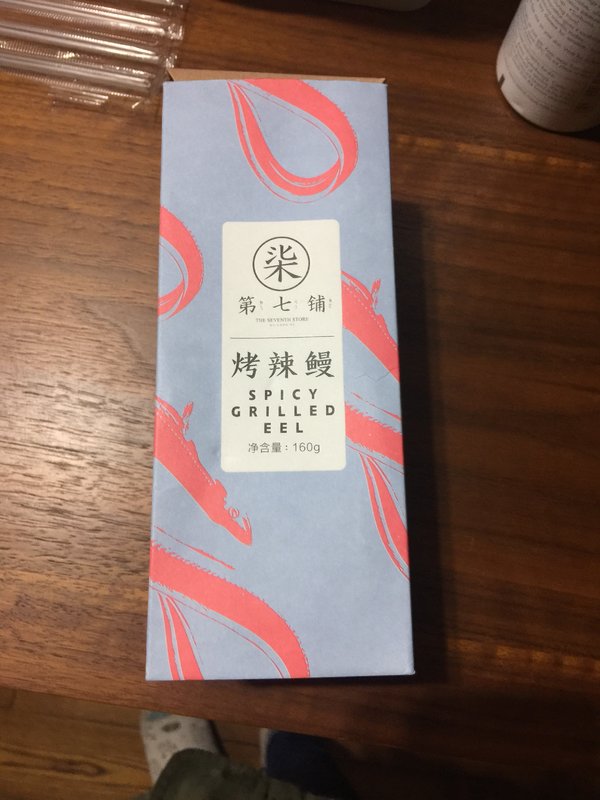 柒
第七铺
THE SEVENTH STORE
烤辣鳗
SPICY
GRILLED
EEL
净含量：160g